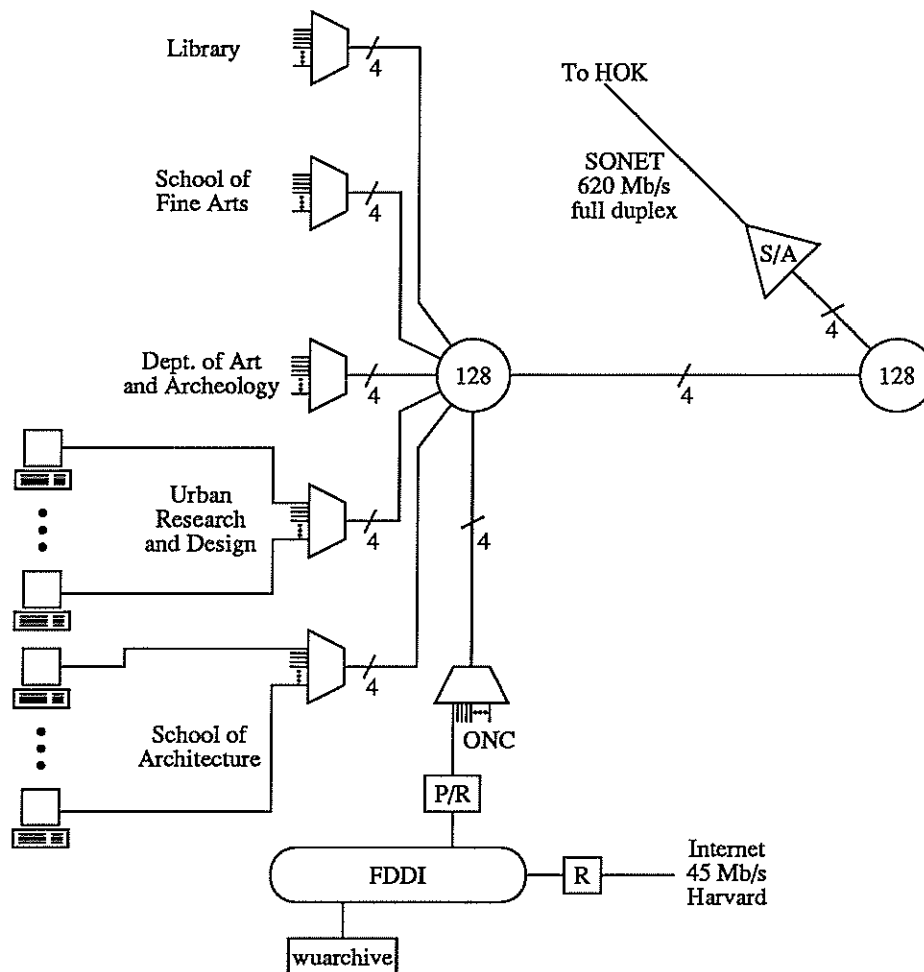 Library
4
To HOK
SONET
620 Mb/s
full duplex
School of
Fine Arts
4
S/A
4
Dept. of Art
and Archeology
4
128
4
128
Urban
Research
and Design
4
4
School of
Architecture
4
ONC
P/R
FDDI
R
Internet
45 Mb/s
Harvard
wuarchive